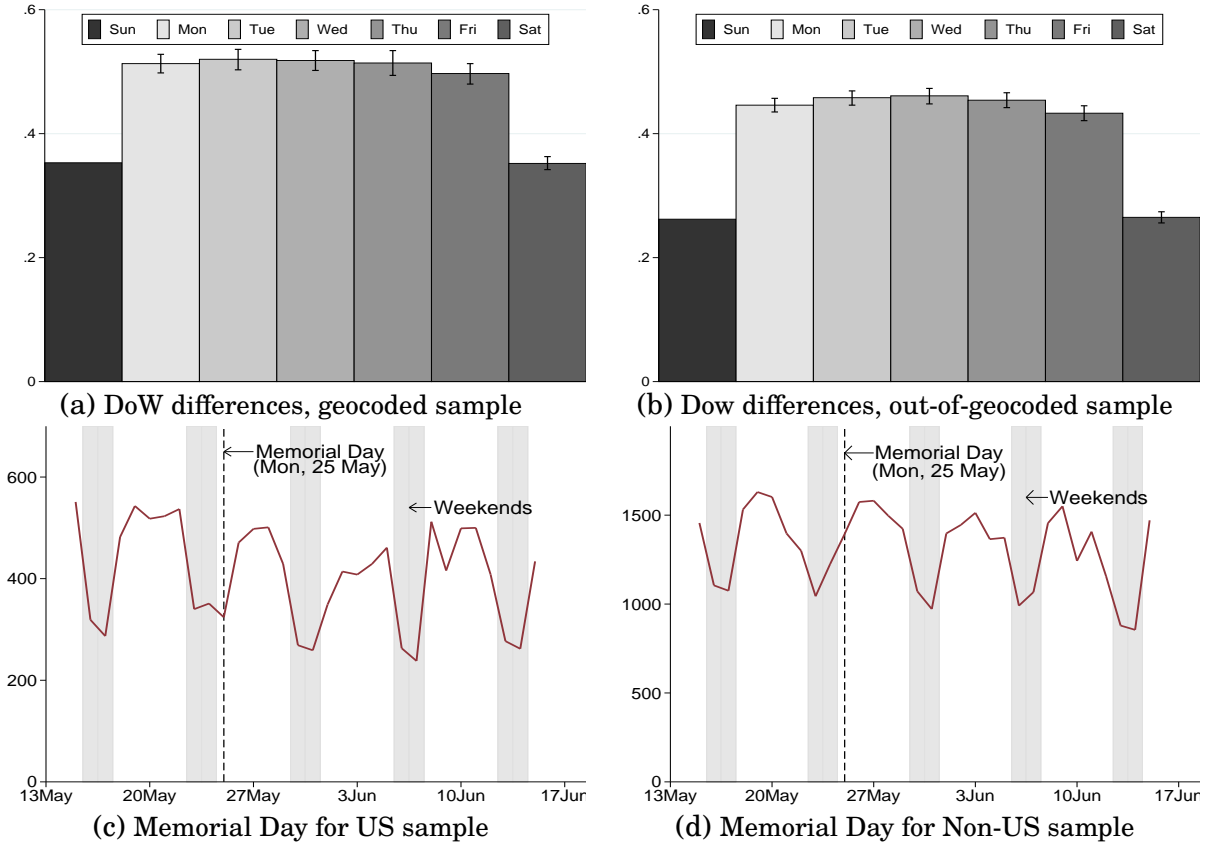 .6
.4
.2
0
Sun Mon Tue Wed Thu Fri Sat
(a) DoW differences, geocoded sample
.6
.4
.2
0
Sun Mon Tue Wed Thu Fri Sat
(b) Dow differences, out-of-geocoded sample
600
400
200
0
Memorial Day
(Mon, 25 May)
Weekends
13May 20May 27May 3Jun 10Jun 17Jun
(c) Memorial Day for US sample
1500
1000
500
0
Memorial Day
(Mon, 25 May)
Weekends
13May 20May 27May 3Jun 10Jun 17Jun
(d) Memorial Day for Non-US sample